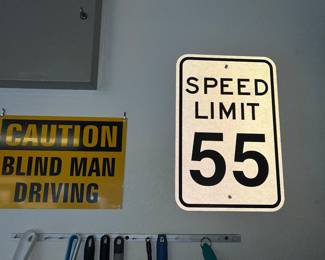 CAUTION
BLIND MAN
DRIVING
SPEED
LIMIT
55